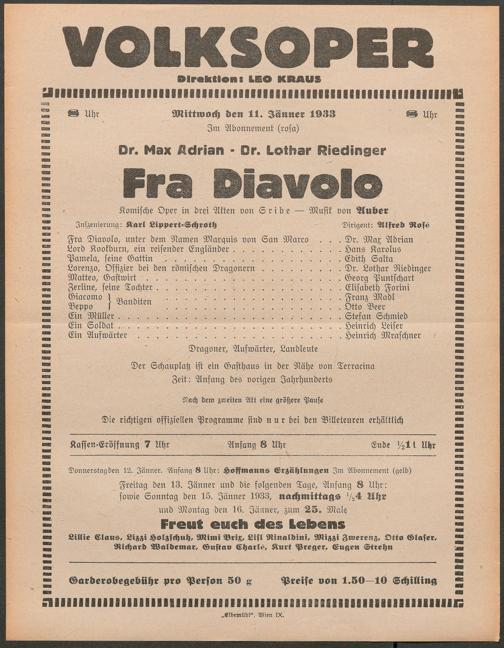 VOLKSOPER
Direktion: LEO KRAUS
8 Uhr Mittwoch den 11. Jänner 1933 8 Uhr
Im Abonnement (rosa)
Dr. Max Adrian - Dr. Lothar Riedinger
Fra Diavolo
Komische Oper in drei Akten von Scribe — Musik von Auber
Inszenierung: Karl Lippert-Schroth Dirigent: Alfred Rosé
Fra Diavolo, unter dem Namen Marquis von San Marco . . . Dr. Max Adrian
Lord Kookburn, ein reisender Engländer . . . Hans Karolus
Pamela, seine Gattin . . . Edith Salta
Lorenzo, Offizier bei den römischen Dragonern . . . Dr. Lothar Riedinger
Matteo, Gastwirt . . . Georg Puntschart
Zerline, seine Tochter . . . Elisabeth Forini
Giacomo } Banditen . . . Franz Madl
Beppo } . . . Otto Beer
Ein Müller . . . Stefan Schmied
Ein Soldat . . . Heinrich Leiser
Ein Aufwärter . . . Heinrich Mraschner
Dragoner, Aufwärter, Landleute
Der Schauplatz ist ein Gasthaus in der Nähe von Terracina
Zeit: Anfang des vorigen Jahrhunderts
Nach dem zweiten Akt eine größere Pause
Die richtigen offiziellen Programme sind nur bei den Billeteuren erhältlich
Kassen-Eröffnung 7 Uhr Anfang 8 Uhr Ende ½11 Uhr
Donnerstag den 12. Jänner. Anfang 8 Uhr: Hoffmanns Erzählungen Im Abonnement (gelb)
Freitag den 13. Jänner und die folgenden Tage, Anfang 8 Uhr:
sowie Sonntag den 15. Jänner 1933, nachmittags ½4 Uhr
und Montag den 16. Jänner, zum 25. Male
Freut euch des Lebens
Lillie Claus, Lizzi Holzschuh, Mimi Brix, Lisl Rinaldini, Mizzi Zwerenz, Otto Glaser,
Richard Waldemar, Gustav Charlé, Kurt Preger, Eugen Strehn
Garderobegebühr pro Person 50 g Preise von 1.50—10 Schilling
„Elbemühl", Wien IX.